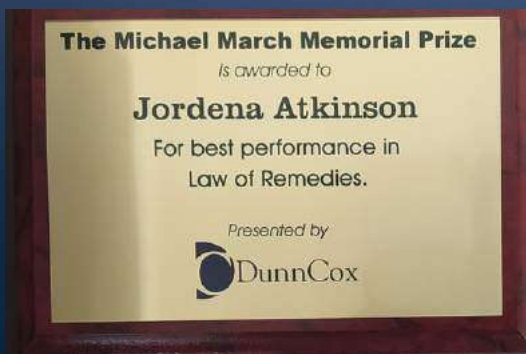 The Michael March Memorial Prize
is awarded to
Jordena Atkinson
For best performance in
Law of Remedies.
Presented by
DunnCox